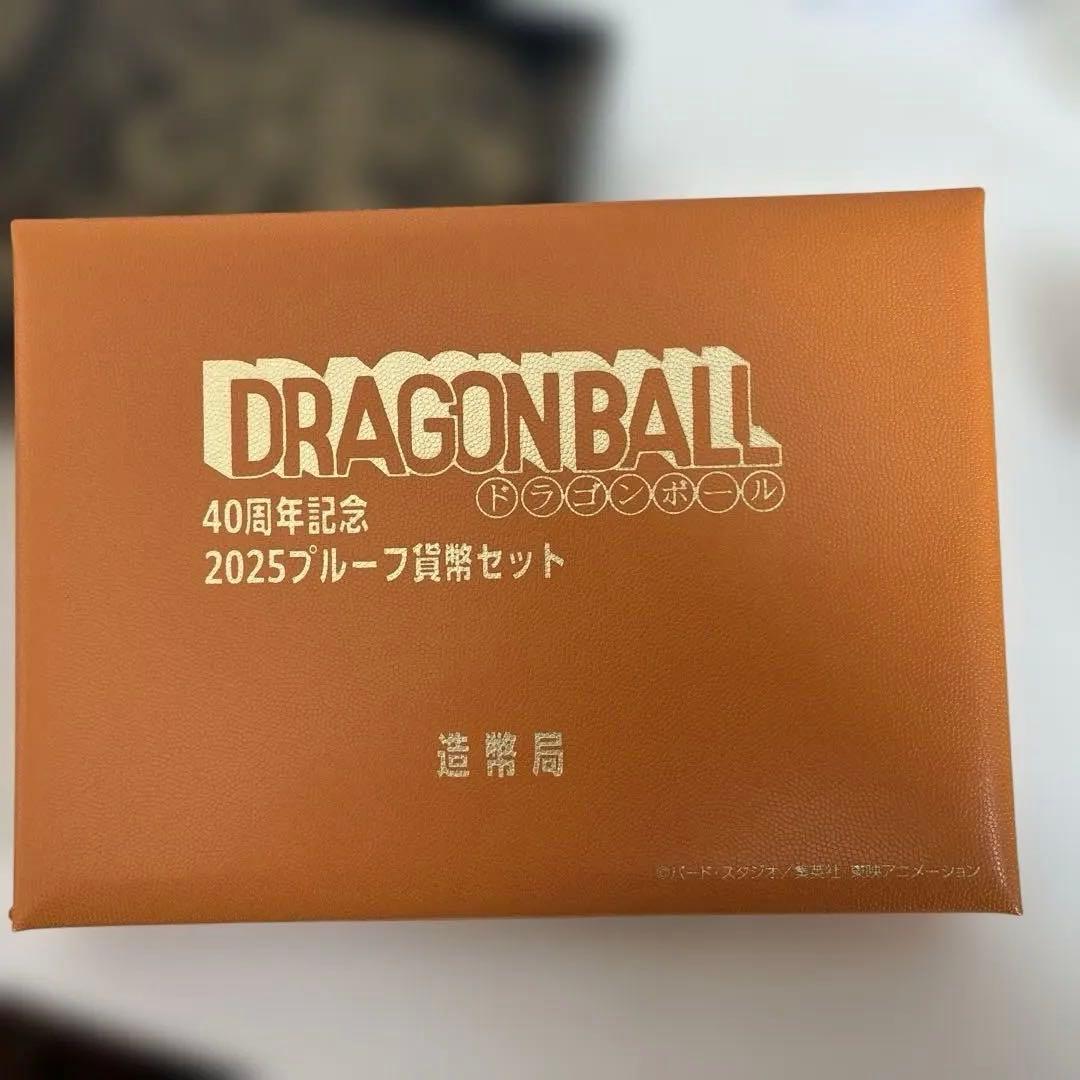 DRAGONBALL
ドラゴンボール
40周年記念
2025プルーフ貨幣セット
造幣局
©バード・スタジオ/集英社・東映アニメーション